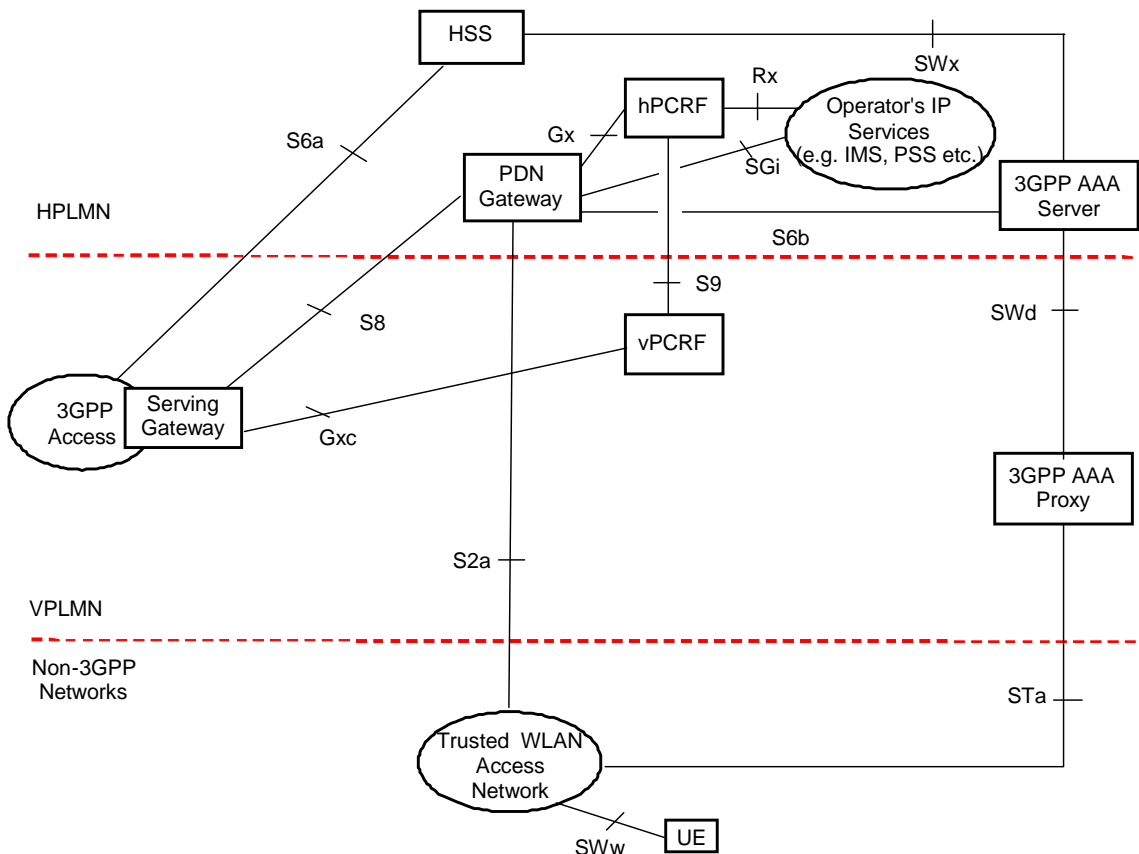 HSS
SWx
hPCRF
Rx
Operator's IP
Services
(e.g. IMS, PSS etc.)
S6a
Gx
SGi
PDN
Gateway
3GPP AAA
Server
HPLMN
S6b
S9
SWd
S8
vPCRF
3GPP
Access
Serving
Gateway
Gxc
3GPP AAA
Proxy
S2a
VPLMN
Non-3GPP
Networks
STa
Trusted WLAN
Access
Network
SWw
UE